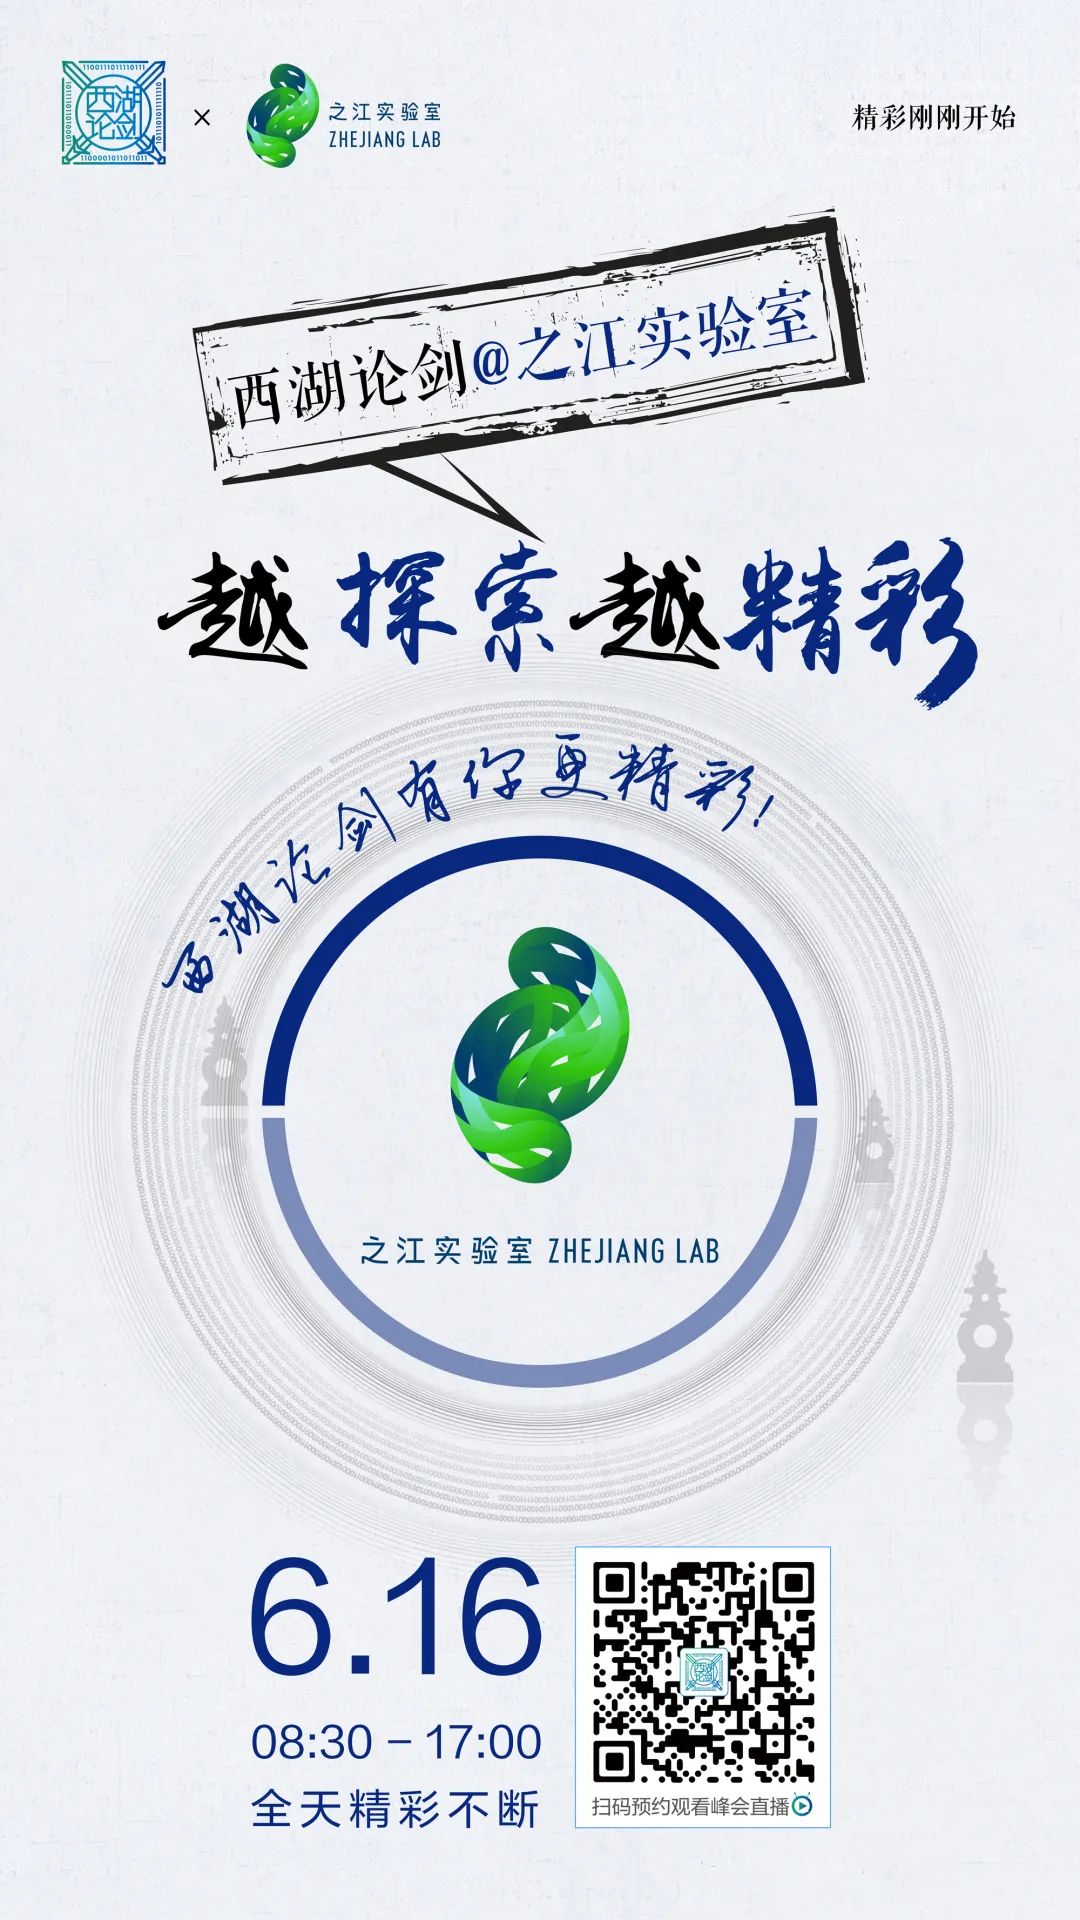 西湖论剑
×
之江实验室
ZHEJIANG LAB
精彩刚刚开始
西湖论剑@之江实验室
越探索越精彩
西湖论剑有你更精彩!
之江实验室 ZHEJIANG LAB
6.16
08:30 – 17:00
全天精彩不断
扫码预约观看峰会直播